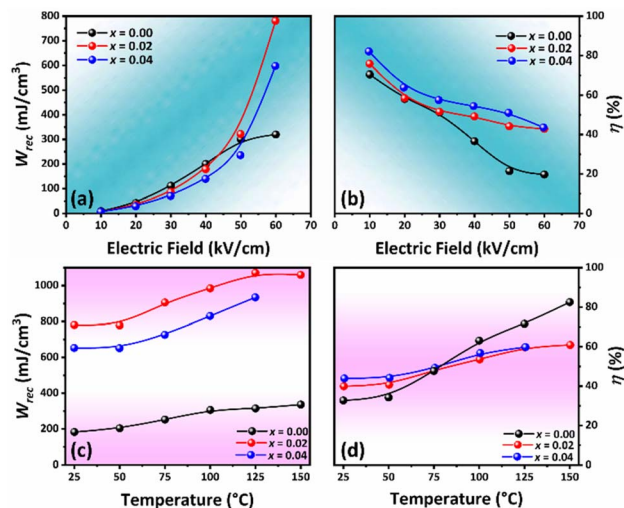 800
700
600
500
400
300
200
100
0
W_rec (mJ/cm³)
x = 0.00
x = 0.02
x = 0.04
(a)
0 10 20 30 40 50 60 70
Electric Field (kV/cm)
x = 0.00
x = 0.02
x = 0.04
(b)
100
80
60
40
20
0
η (%)
0 10 20 30 40 50 60 70
Electric Field (kV/cm)
1000
800
600
400
200
0
W_rec (mJ/cm³)
(c)
x = 0.00
x = 0.02
x = 0.04
25 50 75 100 125 150
Temperature (°C)
(d)
x = 0.00
x = 0.02
x = 0.04
100
80
60
40
20
0
η (%)
25 50 75 100 125 150
Temperature (°C)